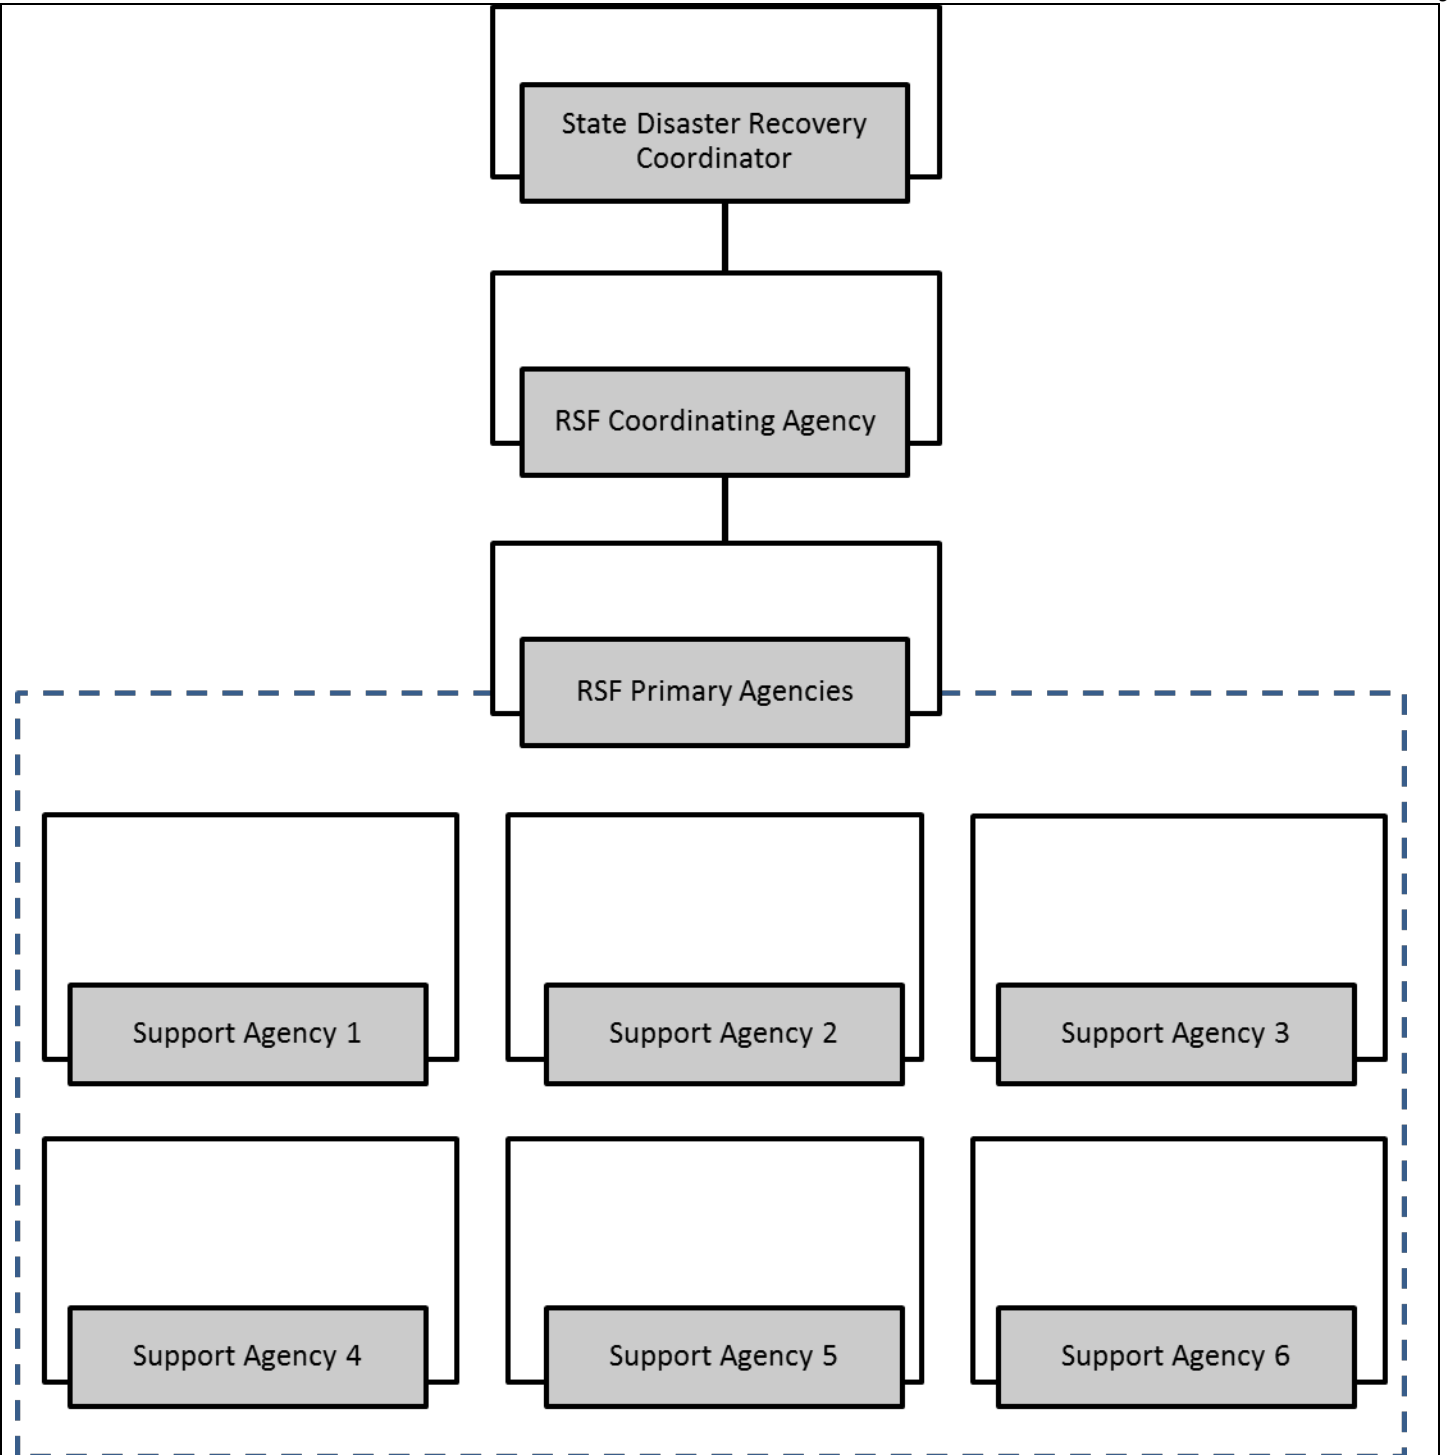 State Disaster Recovery
Coordinator
RSF Coordinating Agency
RSF Primary Agencies
Support Agency 1
Support Agency 2
Support Agency 3
Support Agency 4
Support Agency 5
Support Agency 6